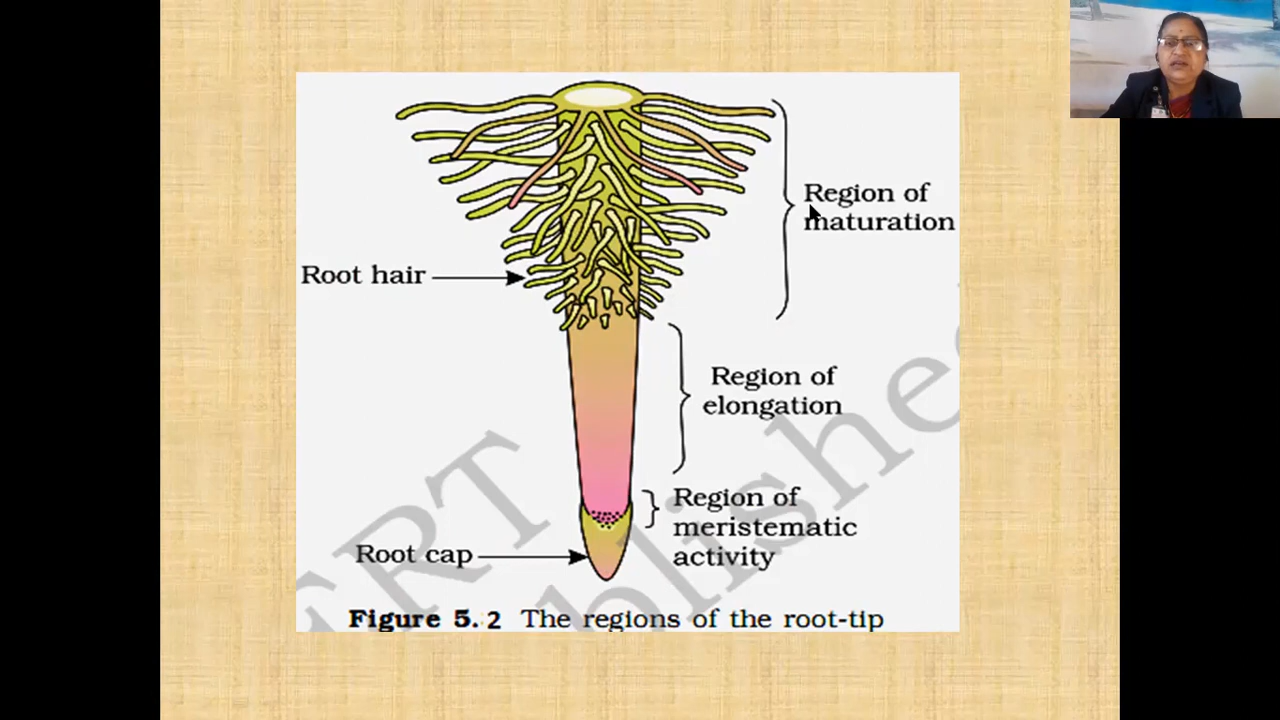 Region of
maturation
Root hair
Region of
elongation
Region of
meristematic
activity
Root cap
Figure 5.2 The regions of the root-tip